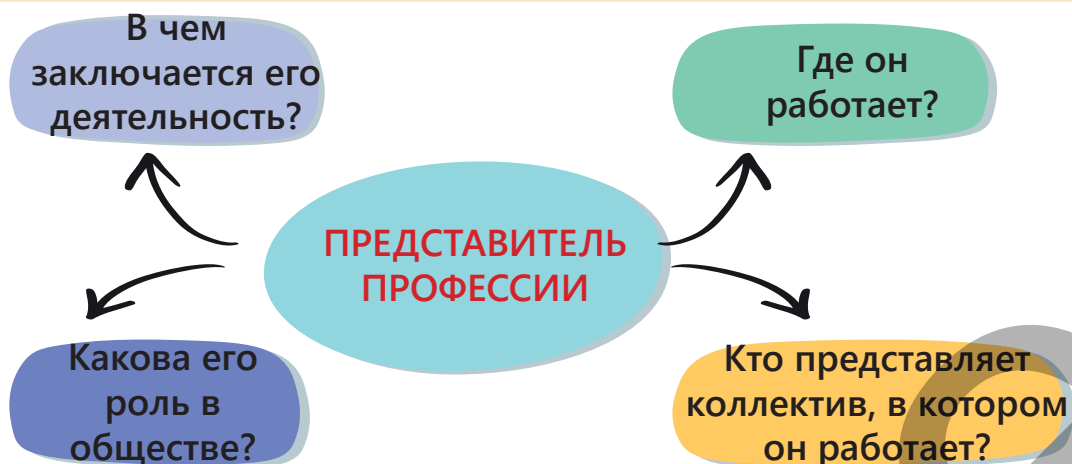 В чем
заключается его
деятельность?
Где он
работает?
ПРЕДСТАВИТЕЛЬ
ПРОФЕССИИ
Какова его
роль в
обществе?
Кто представляет
коллектив, в котором
он работает?